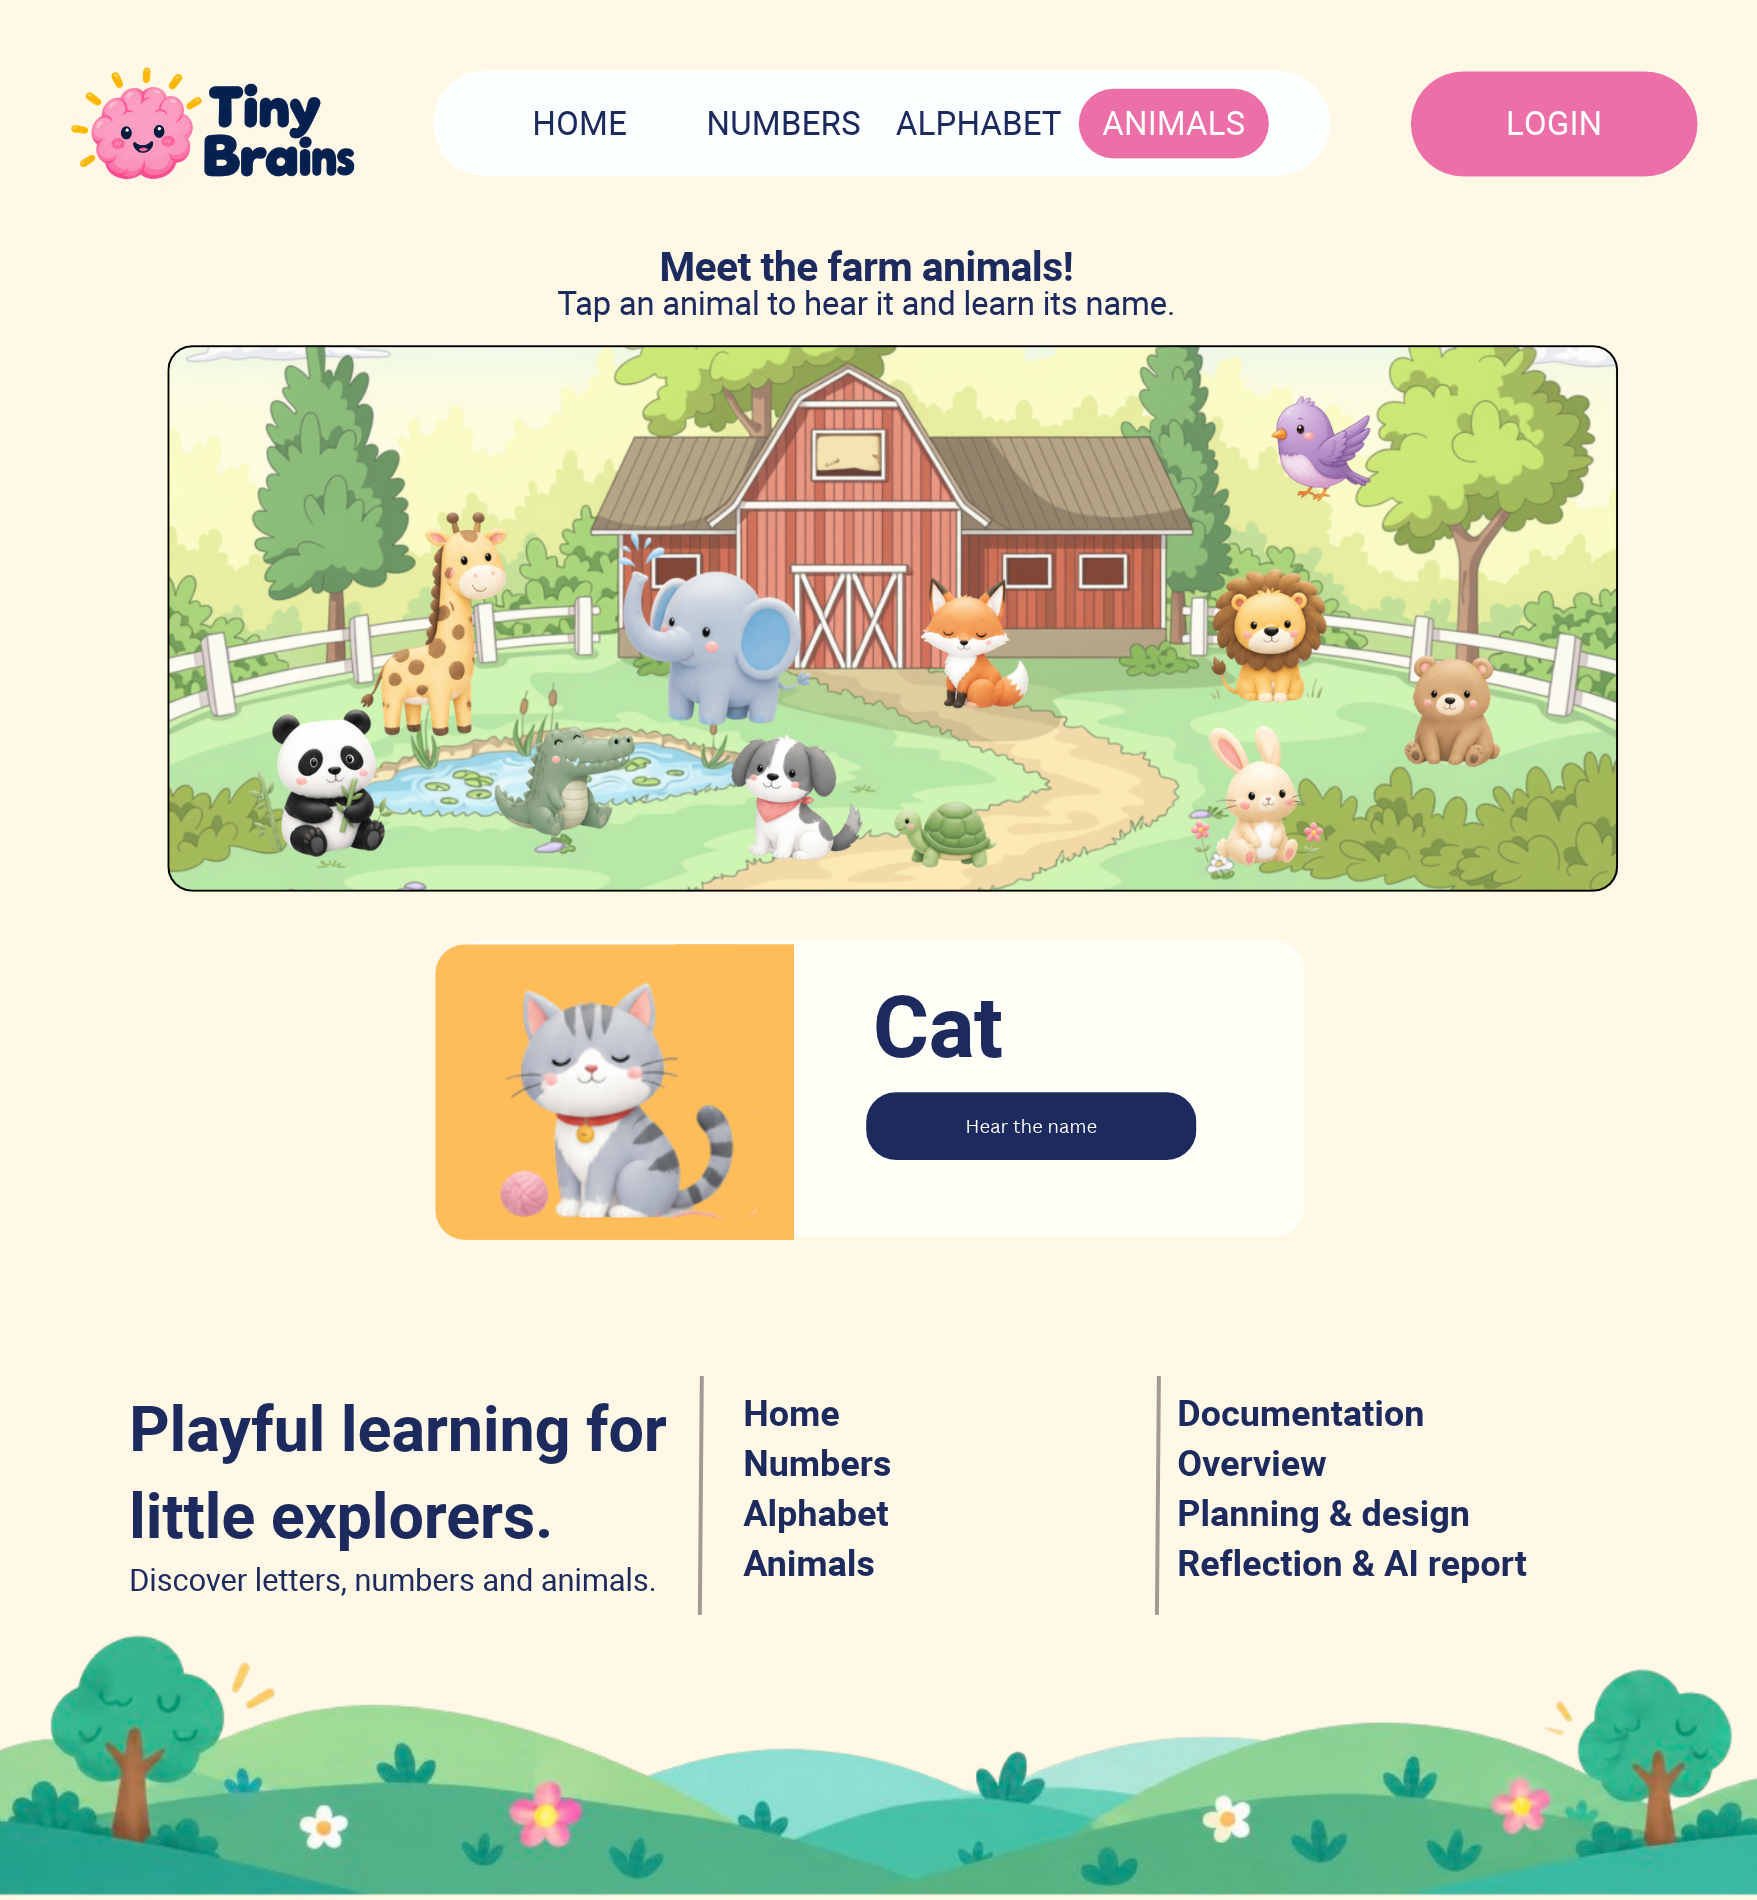 Tiny
Brains
HOME NUMBERS ALPHABET ANIMALS LOGIN
Meet the farm animals!
Tap an animal to hear it and learn its name.
Cat
Hear the name
Playful learning for
little explorers.
Discover letters, numbers and animals.
Home
Numbers
Alphabet
Animals
Documentation
Overview
Planning & design
Reflection & AI report